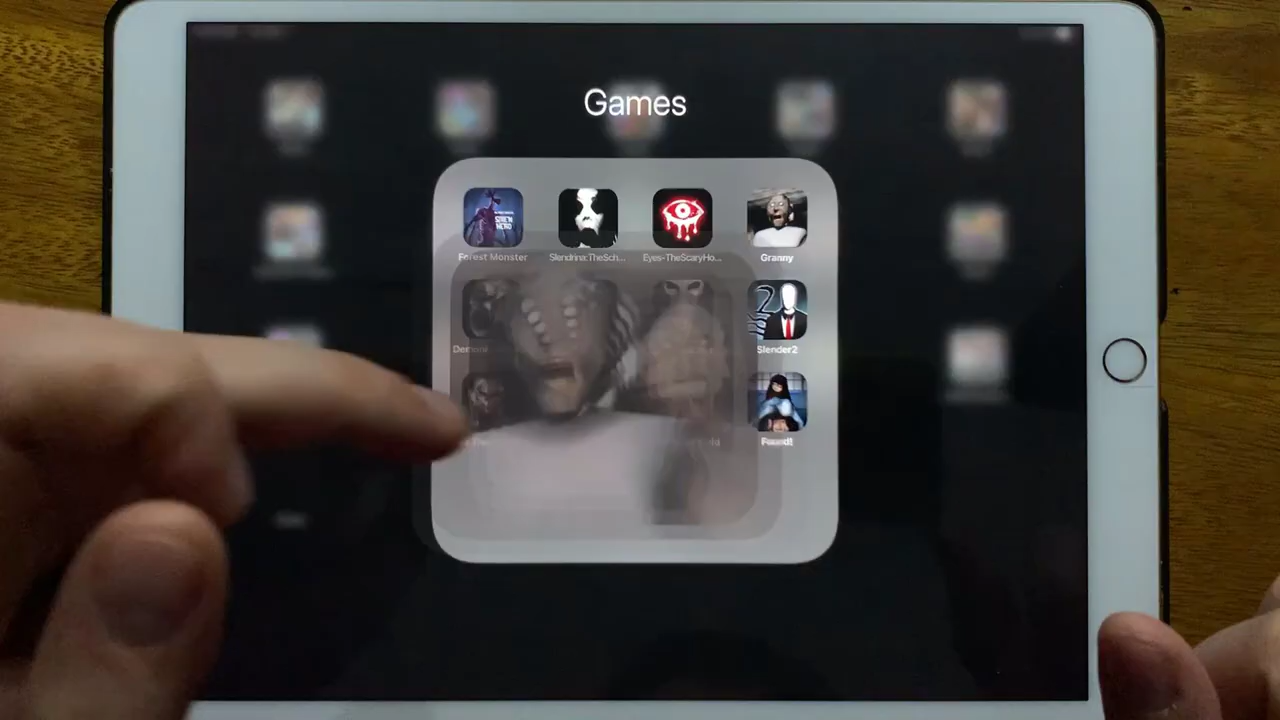 Games
Forest Monster
Slendrina:TheSch...
Eyes-TheScaryHo...
Granny
Slender2
Found!